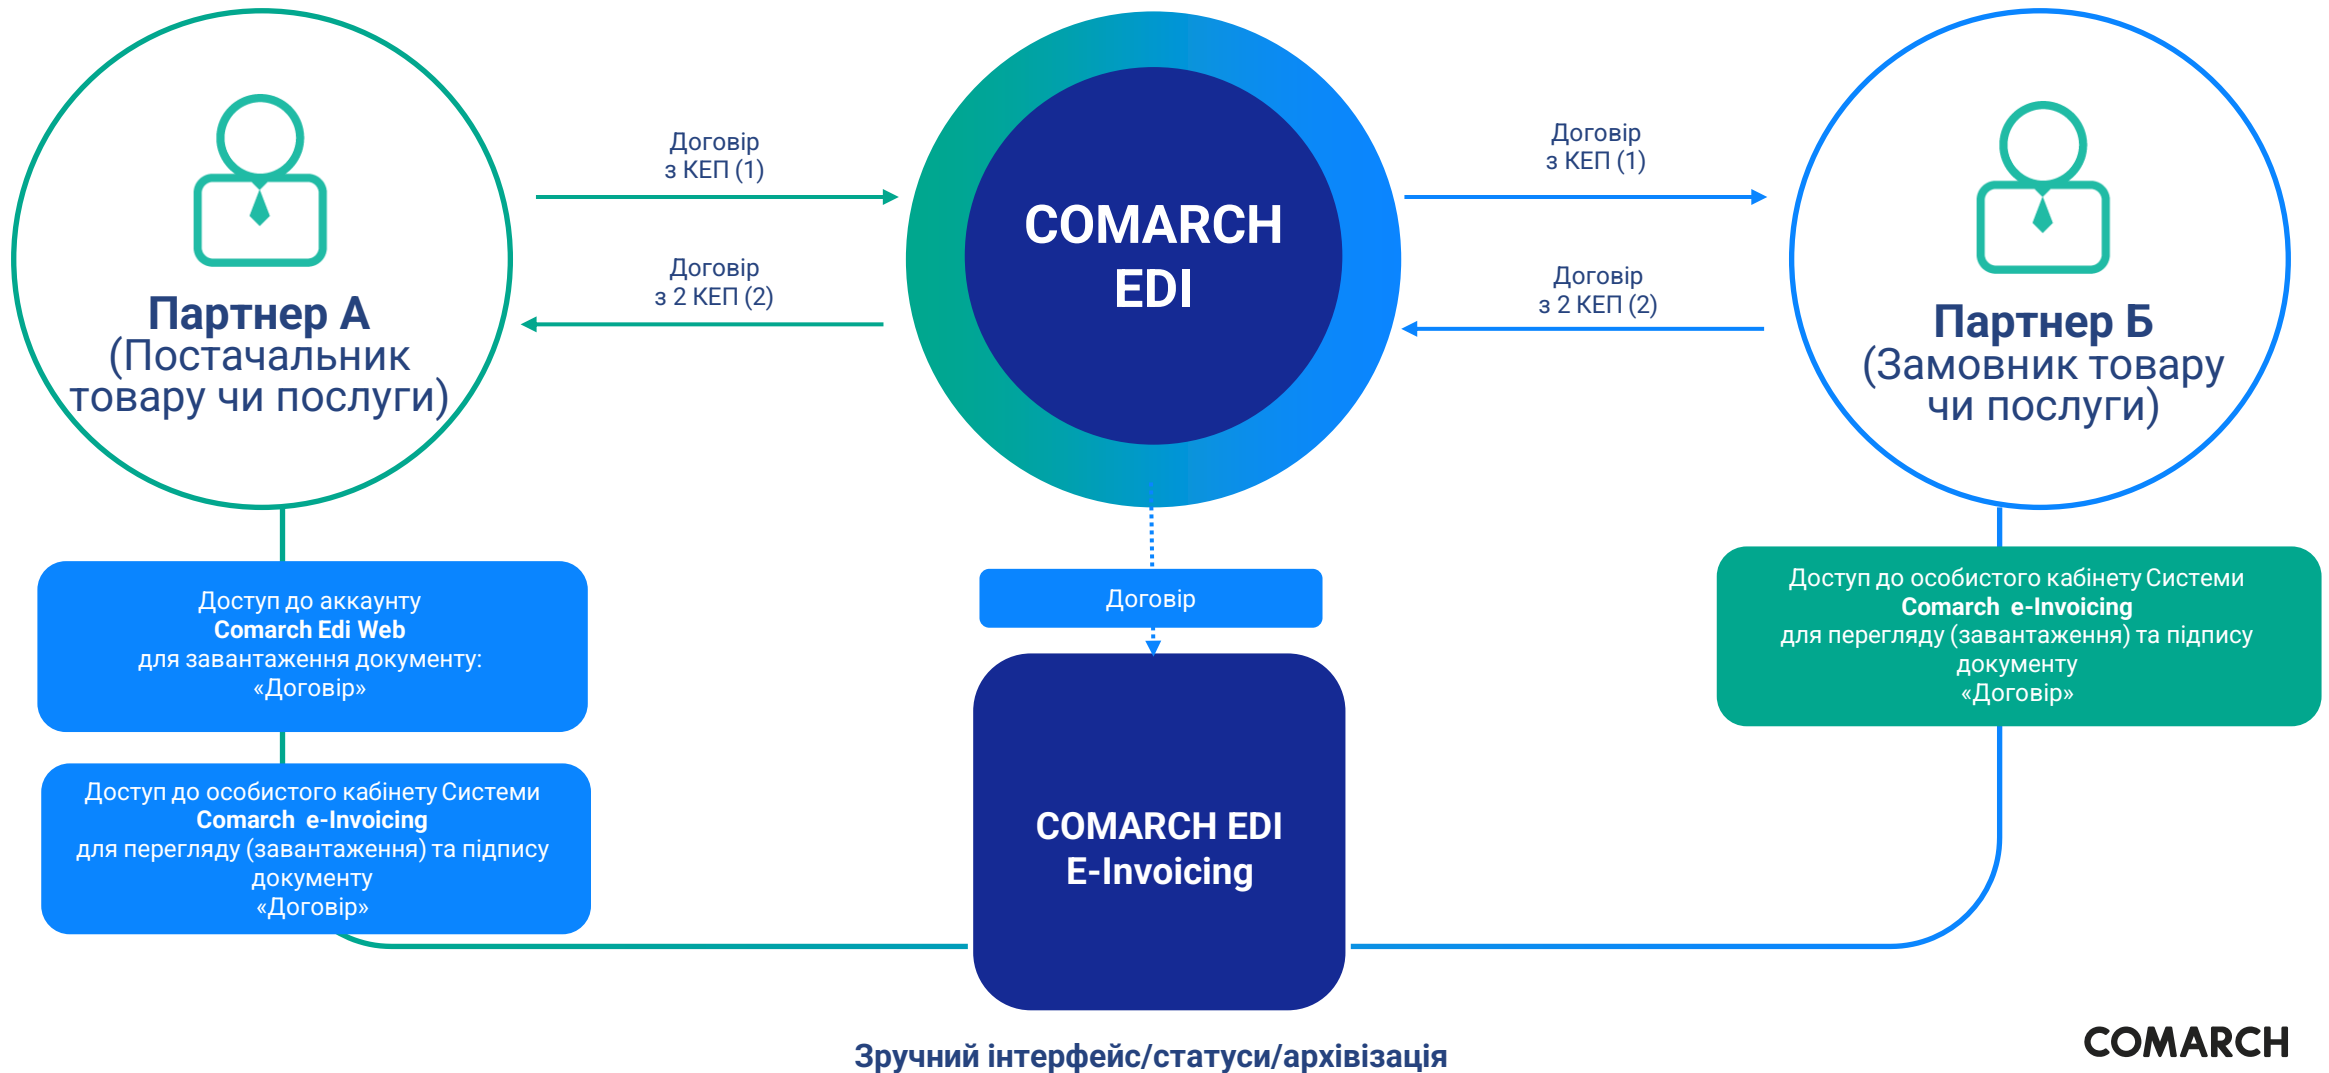 Партнер А
(Постачальник
товару чи послуги)
Договір
з КЕП (1)
Договір
з 2 КЕП (2)
COMARCH
EDI
Договір
з КЕП (1)
Договір
з 2 КЕП (2)
Партнер Б
(Замовник товару
чи послуги)
Доступ до аккаунту
Comarch Edi Web
для завантаження документу:
«Договір»
Доступ до особистого кабінету Системи
Comarch e-Invoicing
для перегляду (завантаження) та підпису
документу
«Договір»
Договір
COMARCH EDI
E-Invoicing
Доступ до особистого кабінету Системи
Comarch e-Invoicing
для перегляду (завантаження) та підпису
документу
«Договір»
Зручний інтерфейс/статуси/архівізація
COMARCH